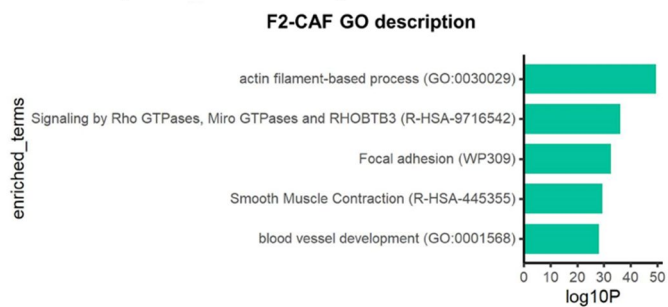 F2-CAF GO description
enriched_terms
actin filament-based process (GO:0030029)
Signaling by Rho GTPases, Miro GTPases and RHOBTB3 (R-HSA-9716542)
Focal adhesion (WP309)
Smooth Muscle Contraction (R-HSA-445355)
blood vessel development (GO:0001568)
0 10 20 30 40 50
log10P